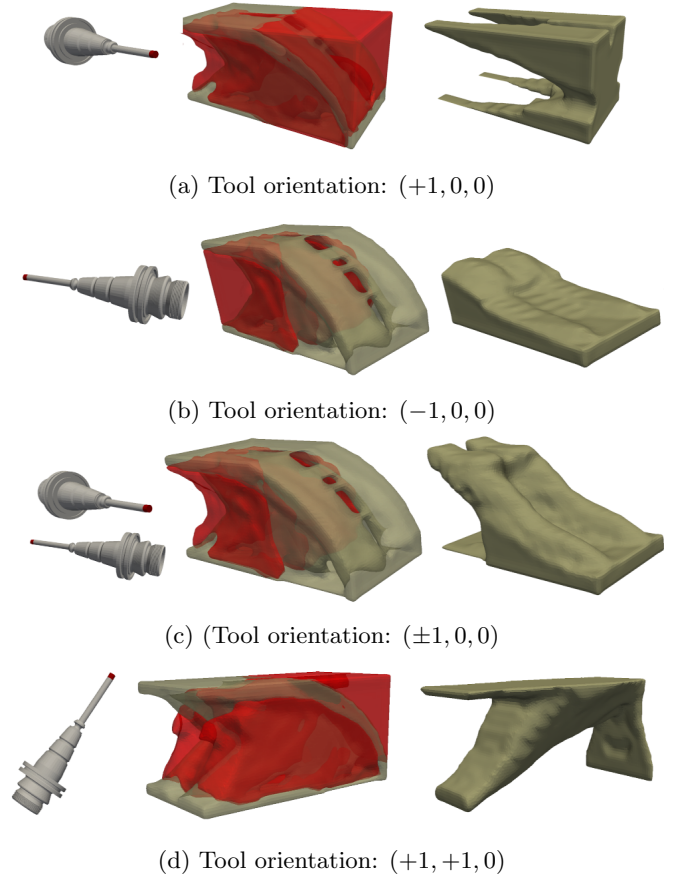 (a) Tool orientation: (+1, 0, 0)
(b) Tool orientation: (−1, 0, 0)
(c) (Tool orientation: (±1, 0, 0)
(d) Tool orientation: (+1, +1, 0)